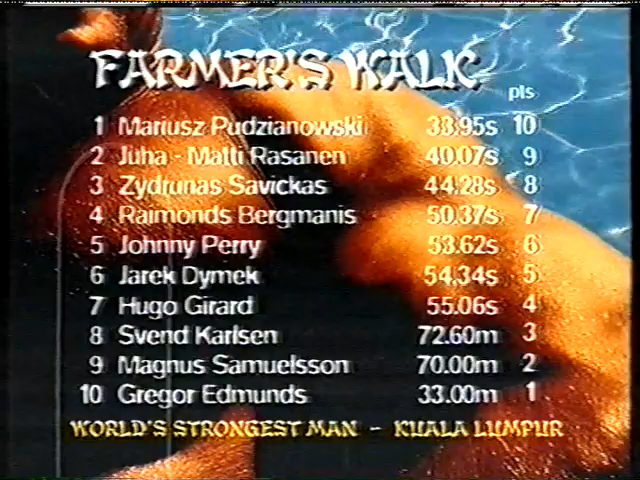 FARMER'S WALK
pts
1 Mariusz Pudzianowski 38.95s 10
2 Juha - Matti Rasanen 40.07s 9
3 Zydrunas Savickas 44.28s 8
4 Raimonds Bergmanis 50.37s 7
5 Johnny Perry 53.62s 6
6 Jarek Dymek 54.34s 5
7 Hugo Girard 55.06s 4
8 Svend Karlsen 72.60m 3
9 Magnus Samuelsson 70.00m 2
10 Gregor Edmunds 33.00m 1
WORLD'S STRONGEST MAN - KUALA LUMPUR